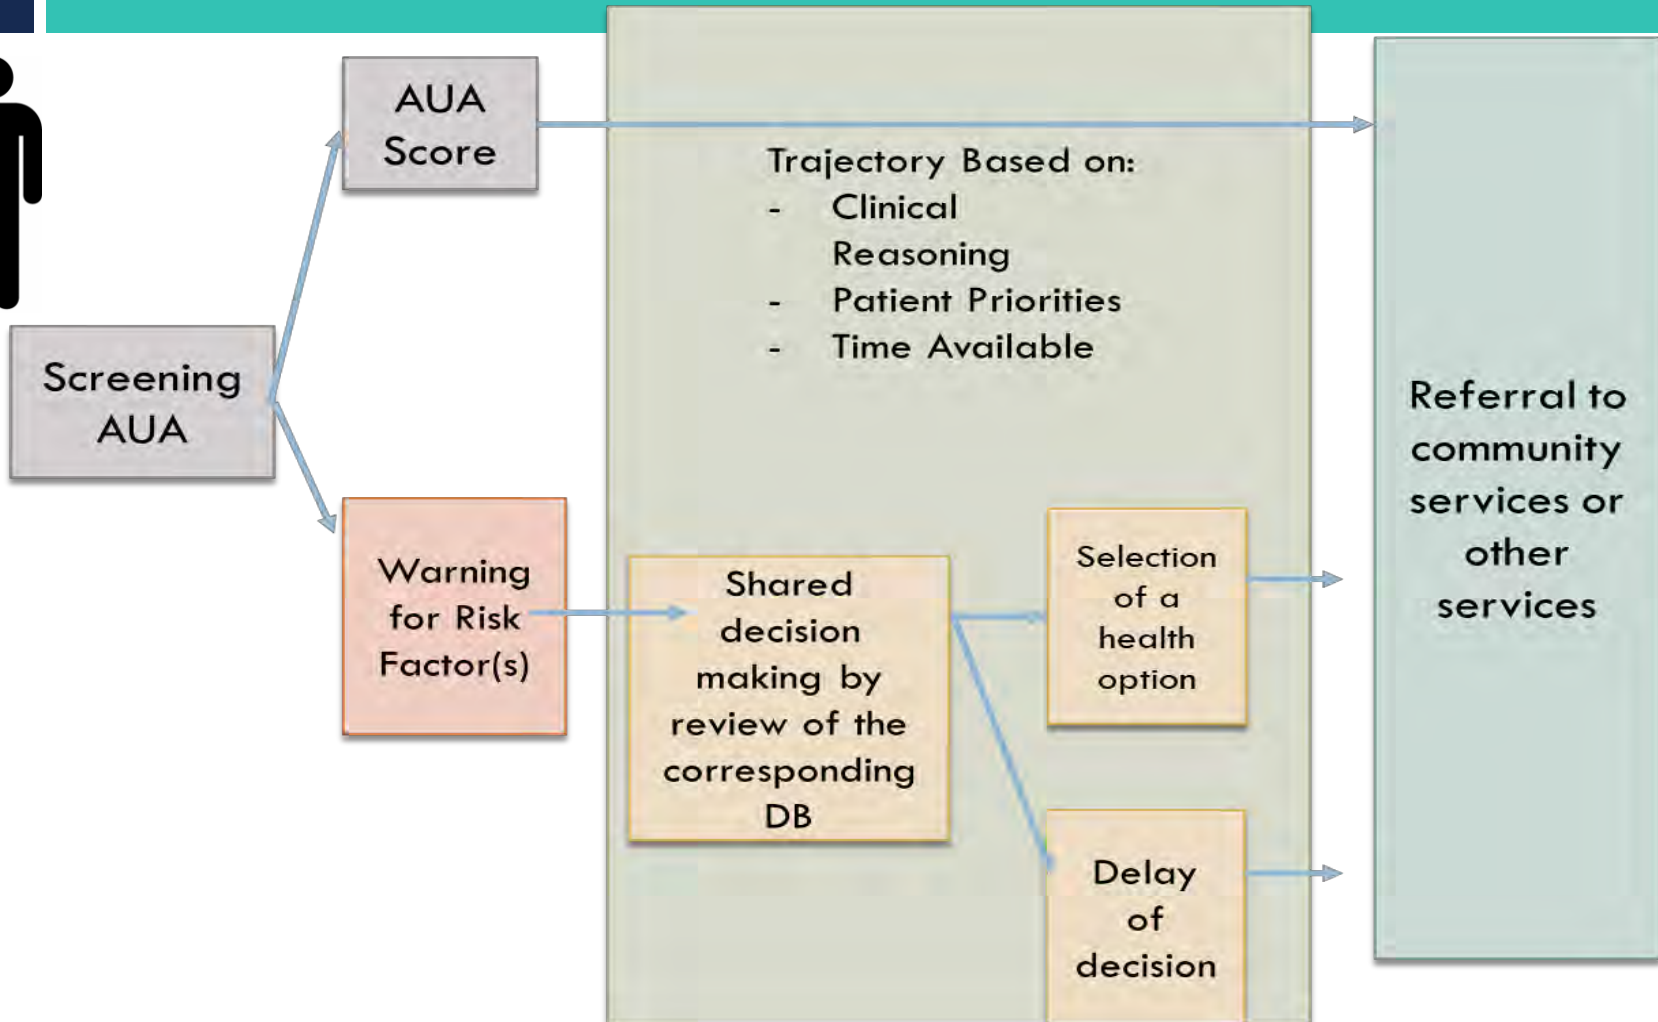 AUA
Score
Trajectory Based on:
- Clinical
Reasoning
- Patient Priorities
- Time Available
Screening
AUA
Warning
for Risk
Factor(s)
Shared
decision
making by
review of the
corresponding
DB
Selection
of a
health
option
Delay
of
decision
Referral to
community
services or
other
services